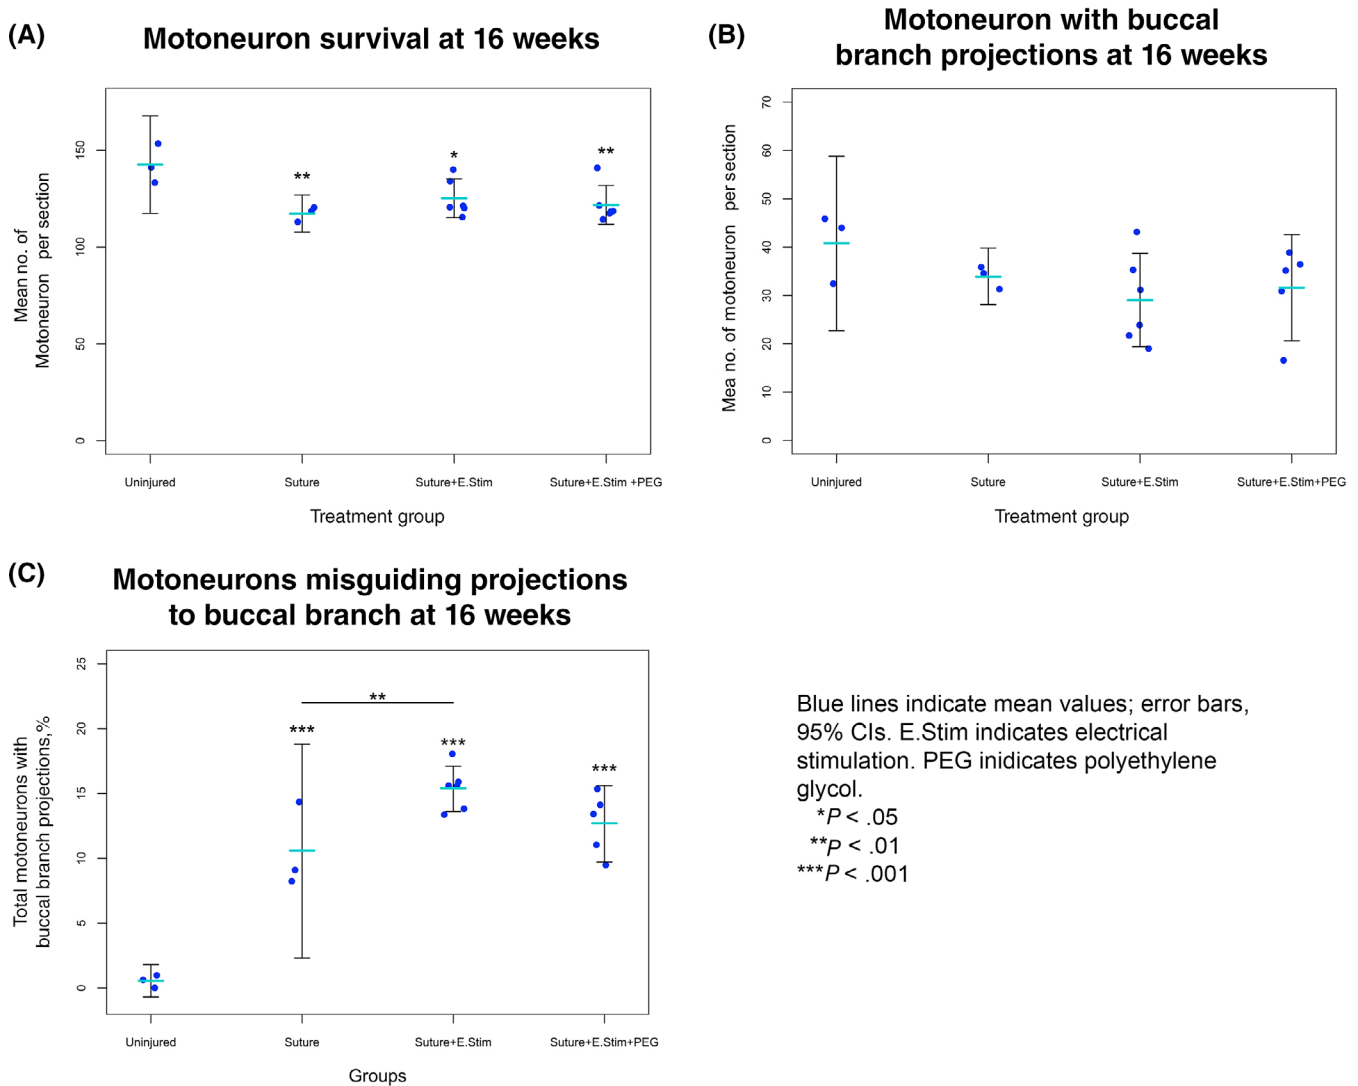 (A)
Motoneuron survival at 16 weeks
Mean no. of
Motoneuron per section
150
100
50
0
**
*
**
Uninjured
Suture
Suture+E.Stim
Suture+E.Stim +PEG
Treatment group
(B)
Motoneuron with buccal
branch projections at 16 weeks
Mea no. of motoneuron per section
70
60
50
40
30
20
10
0
Uninjured
Suture
Suture+E.Stim
Suture+E.Stim+PEG
Treatment group
(C)
Motoneurons misguiding projections
to buccal branch at 16 weeks
Total motoneurons with
buccal branch projections,%
25
20
15
10
5
0
**
***
***
***
Uninjured
Suture
Suture+E.Stim
Suture+E.Stim+PEG
Groups
Blue lines indicate mean values; error bars,
95% CIs. E.Stim indicates electrical
stimulation. PEG inidicates polyethylene
glycol.
*P < .05
**P < .01
***P < .001